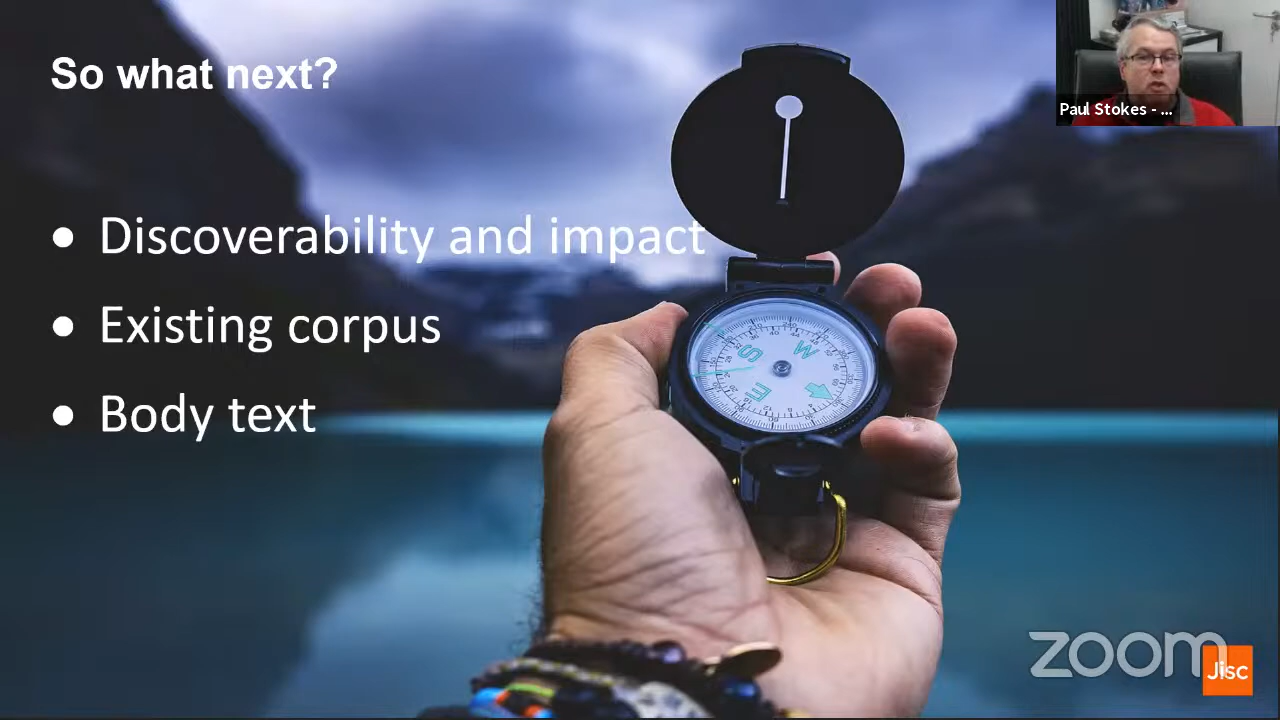 So what next?
Paul Stokes - ...
• Discoverability and impact
• Existing corpus
• Body text
S
W
E
zoom
Jisc